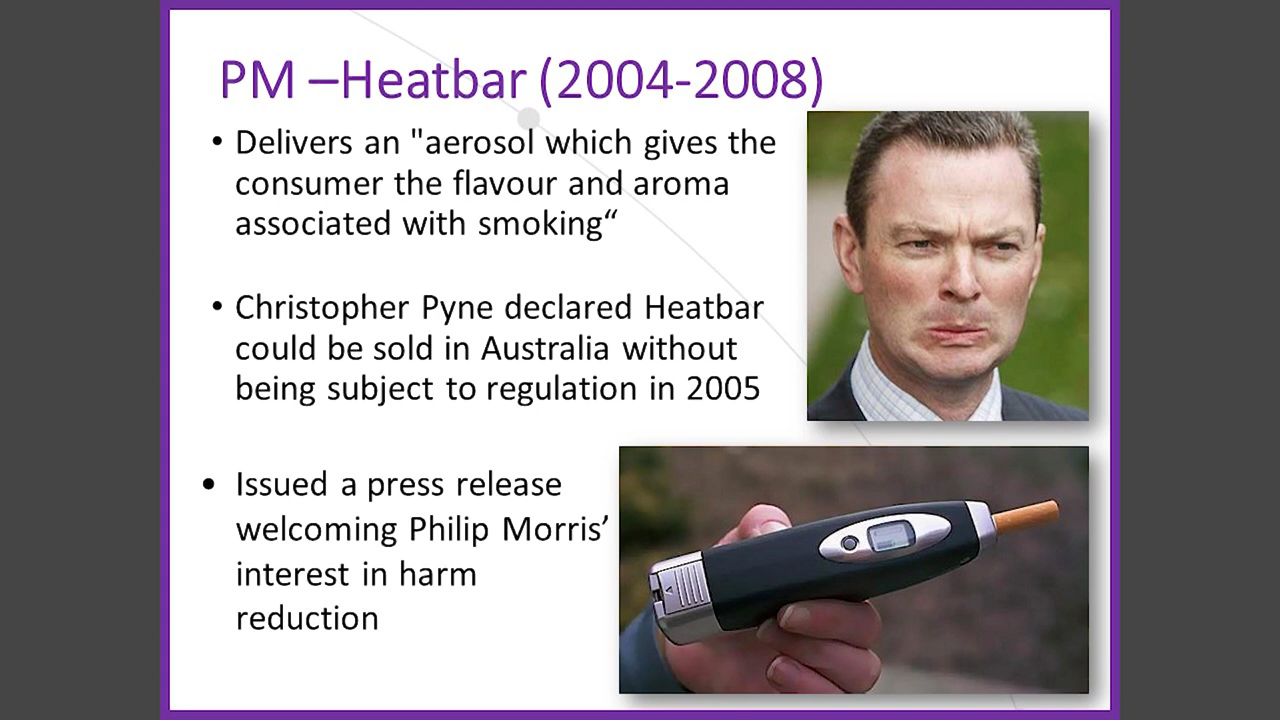 PM –Heatbar (2004-2008)
• Delivers an "aerosol which gives the
consumer the flavour and aroma
associated with smoking“
• Christopher Pyne declared Heatbar
could be sold in Australia without
being subject to regulation in 2005
• Issued a press release
welcoming Philip Morris’
interest in harm
reduction